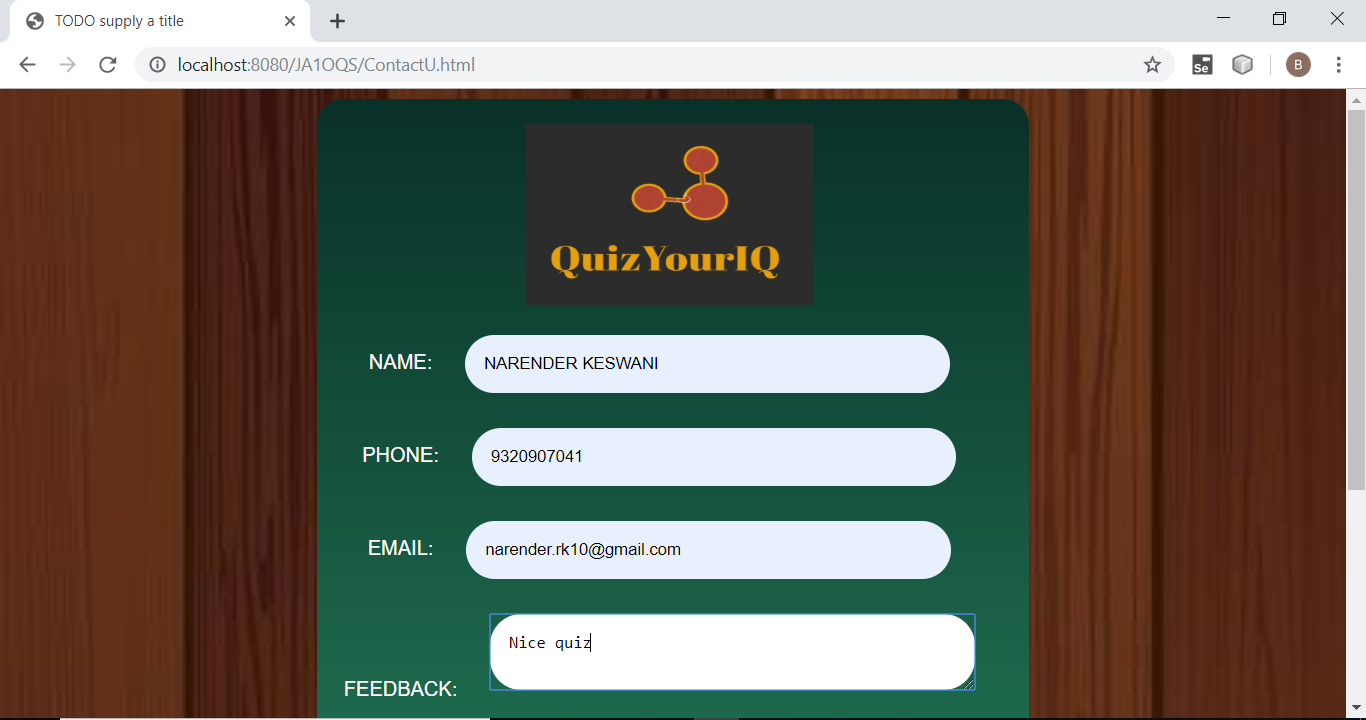 TODO supply a title
localhost:8080/JA1OQS/ContactU.html
Se
B
QuizYourIQ
NAME: NARENDER KESWANI
PHONE: 9320907041
EMAIL: narender.rk10@gmail.com
Nice quiz
FEEDBACK: